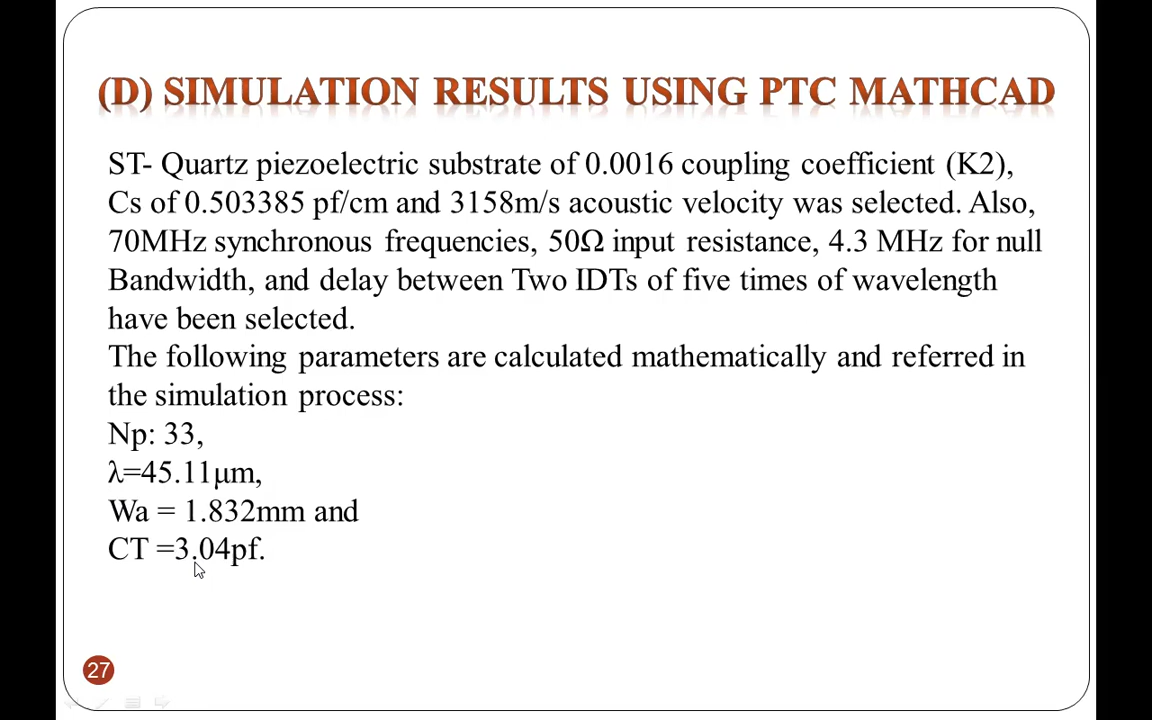 (D) SIMULATION RESULTS USING PTC MATHCAD
ST- Quartz piezoelectric substrate of 0.0016 coupling coefficient (K2),
Cs of 0.503385 pf/cm and 3158m/s acoustic velocity was selected. Also,
70MHz synchronous frequencies, 50Ω input resistance, 4.3 MHz for null
Bandwidth, and delay between Two IDTs of five times of wavelength
have been selected.
The following parameters are calculated mathematically and referred in
the simulation process:
Np: 33,
λ=45.11μm,
Wa = 1.832mm and
CT =3.04pf.
27